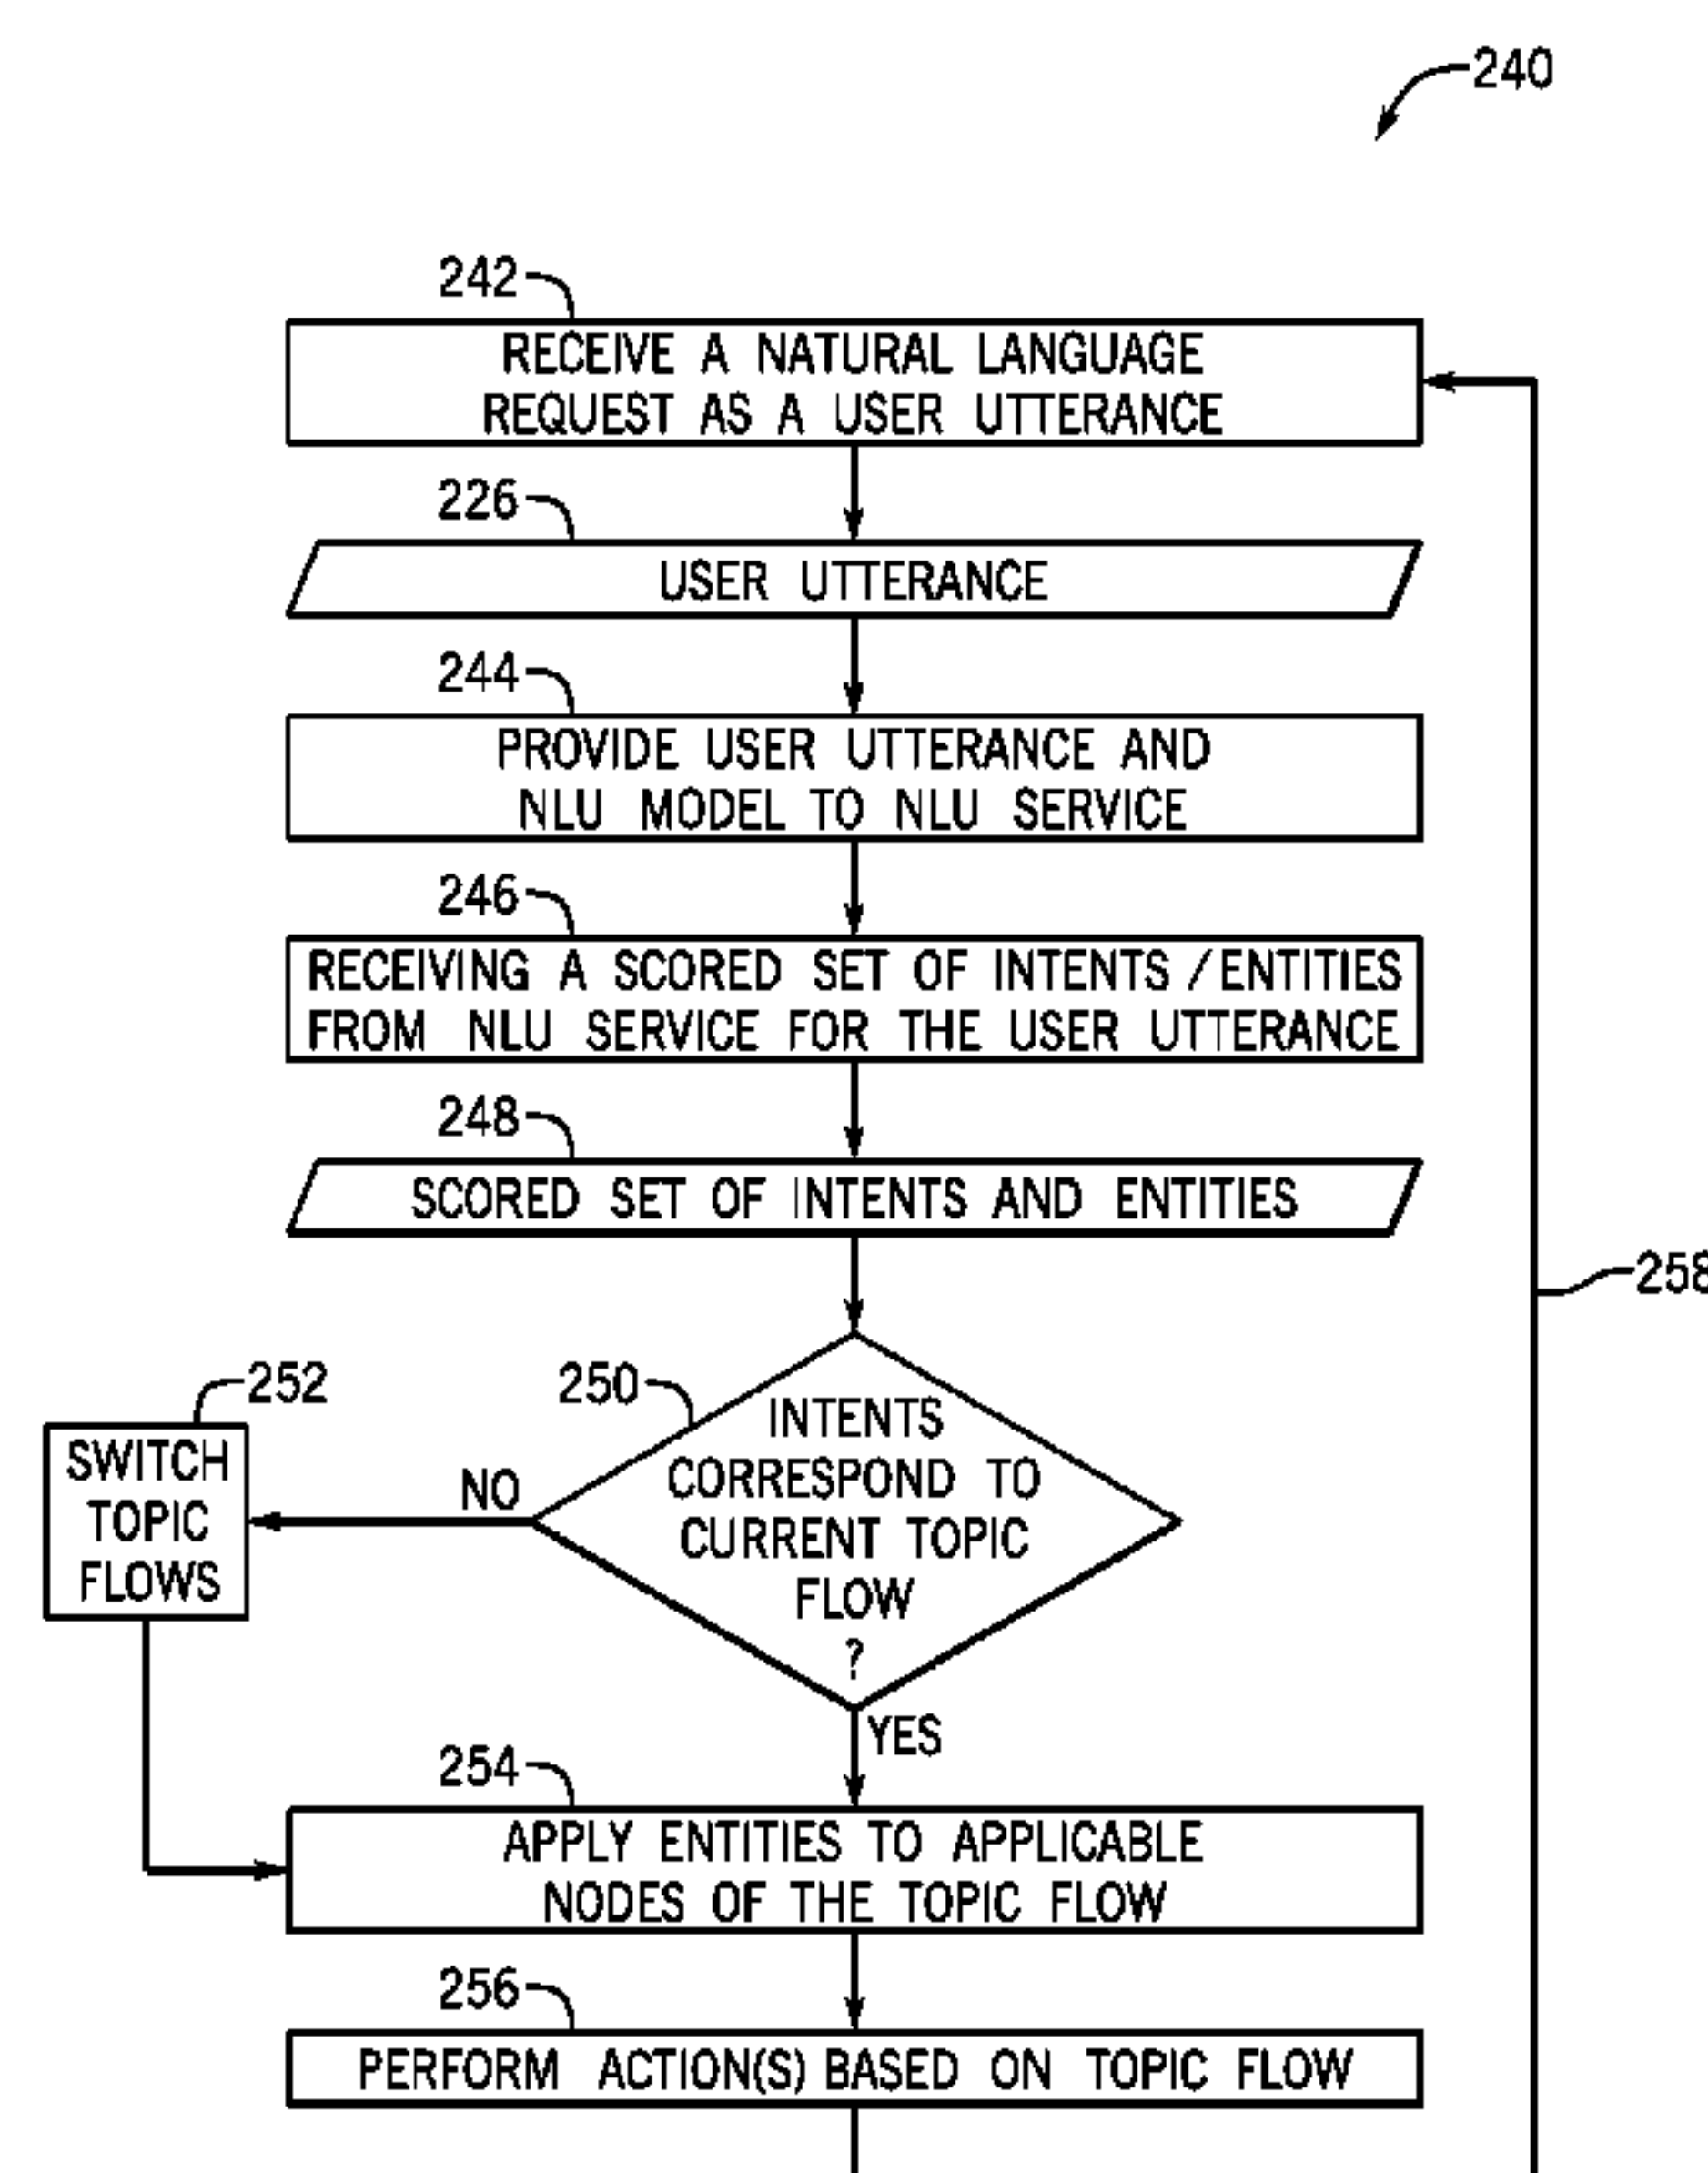 240
242
RECEIVE A NATURAL LANGUAGE
REQUEST AS A USER UTTERANCE
226
USER UTTERANCE
244
PROVIDE USER UTTERANCE AND
NLU MODEL TO NLU SERVICE
246
RECEIVING A SCORED SET OF INTENTS /ENTITIES
FROM NLU SERVICE FOR THE USER UTTERANCE
248
SCORED SET OF INTENTS AND ENTITIES
258
252
SWITCH
TOPIC
FLOWS
NO
250
INTENTS
CORRESPOND TO
CURRENT TOPIC
FLOW
?
YES
254
APPLY ENTITIES TO APPLICABLE
NODES OF THE TOPIC FLOW
256
PERFORM ACTION(S) BASED ON TOPIC FLOW